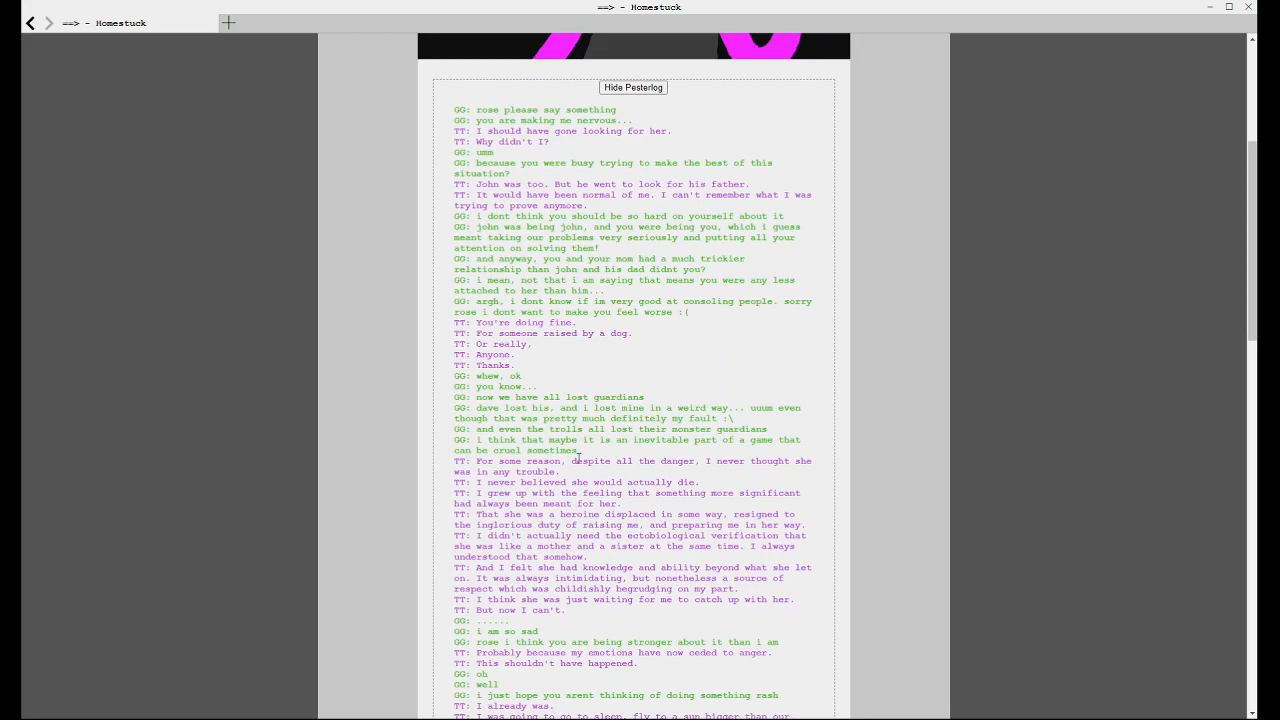 ==> - Homestuck
==> - Homestuck
Hide Pesterlog
GG: rose please say something
GG: you are making me nervous...
TT: I should have gone looking for her.
TT: Why didn't I?
GG: umm
GG: because you were busy trying to make the best of this
situation?
TT: John was too. But he went to look for his father.
TT: It would have been normal of me. I can't remember what I was
trying to prove anymore.
GG: i dont think you should be so hard on yourself about it
GG: john was being john, and you were being you, which i guess
meant taking our problems very seriously and putting all your
attention on solving them!
GG: and anyway, you and your mom had a much trickier
relationship than john and his dad didnt you?
GG: i mean, not that i am saying that means you were any less
attached to her than him...
GG: argh, i dont know if im very good at consoling people. sorry
rose i dont want to make you feel worse :(
TT: You're doing fine.
TT: For someone raised by a dog.
TT: Or really,
TT: Anyone.
TT: Thanks.
GG: whew, ok
GG: you know...
GG: now we have all lost guardians
GG: dave lost his, and i lost mine in a weird way... uuum even
though that was pretty much definitely my fault :\
GG: and even the trolls all lost their monster guardians
GG: i think that maybe it is an inevitable part of a game that
can be cruel sometimes
TT: For some reason, despite all the danger, I never thought she
was in any trouble.
TT: I never believed she would actually die.
TT: I grew up with the feeling that something more significant
had always been meant for her.
TT: That she was a heroine displaced in some way, resigned to
the inglorious duty of raising me, and preparing me in her way.
TT: I didn't actually need the ectobiological verification that
she was like a mother and a sister at the same time. I always
understood that somehow.
TT: And I felt she had knowledge and ability beyond what she let
on. It was always intimidating, but nonetheless a source of
respect which was childishly begrudging on my part.
TT: I think she was just waiting for me to catch up with her.
TT: But now I can't.
GG: ......
GG: i am so sad
GG: rose i think you are being stronger about it than i am
TT: Probably because my emotions have now ceded to anger.
TT: This shouldn't have happened.
GG: oh
GG: well
GG: i just hope you arent thinking of doing something rash
TT: I already was.
TT: I was going to go to sleep, fly to a sun bigger than our